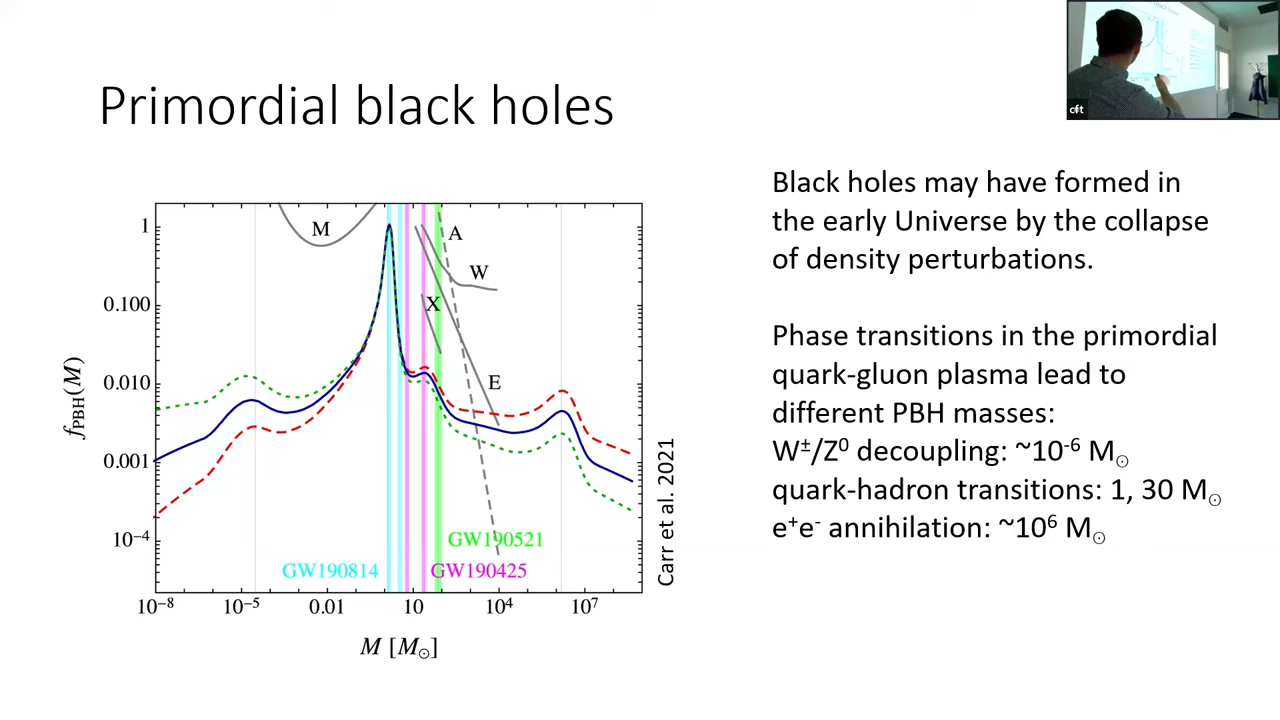 Primordial black holes
cft
Black holes may have formed in
the early Universe by the collapse
of density perturbations.
Phase transitions in the primordial
quark-gluon plasma lead to
different PBH masses:
W±/Z⁰ decoupling: ~10⁻⁶ M☉
quark-hadron transitions: 1, 30 M☉
e⁺e⁻ annihilation: ~10⁶ M☉
f_PBH(M)
1
0.100
0.010
0.001
10⁻⁴
M
A
W
X
E
GW190521
GW190814
GW190425
10⁻⁸
10⁻⁵
0.01
10
10⁴
10⁷
M [M☉]
Carr et al. 2021